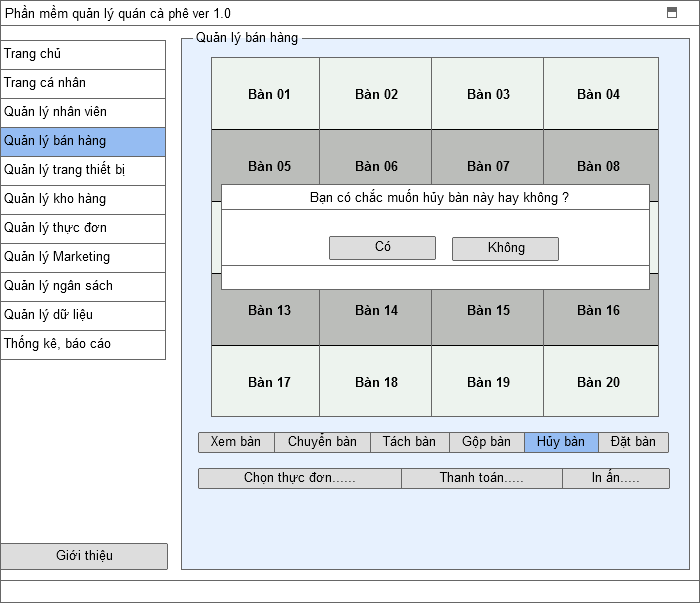 Phần mềm quản lý quán cà phê ver 1.0
Trang chủ
Trang cá nhân
Quản lý nhân viên
Quản lý bán hàng
Quản lý trang thiết bị
Quản lý kho hàng
Quản lý thực đơn
Quản lý Marketing
Quản lý ngân sách
Quản lý dữ liệu
Thống kê, báo cáo
Giới thiệu
Quản lý bán hàng
Bàn 01 Bàn 02 Bàn 03 Bàn 04
Bàn 05 Bàn 06 Bàn 07 Bàn 08
Bạn có chắc muốn hủy bàn này hay không ?
Có Không
Bàn 13 Bàn 14 Bàn 15 Bàn 16
Bàn 17 Bàn 18 Bàn 19 Bàn 20
Xem bàn Chuyển bàn Tách bàn Gộp bàn Hủy bàn Đặt bàn
Chọn thực đơn...... Thanh toán..... In ấn.....